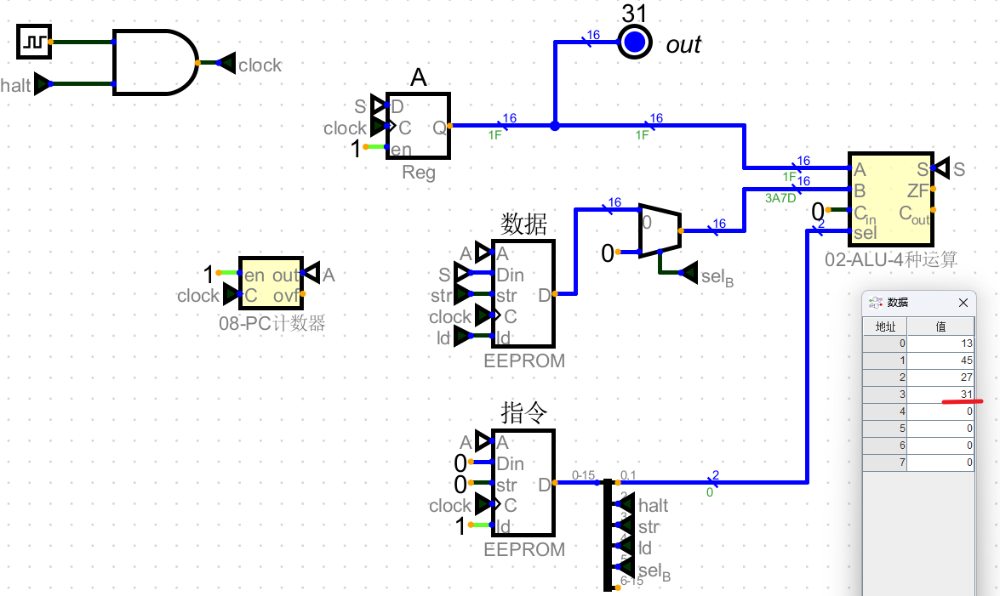 31
out
16
clock
halt
A
S
D
clock
C
Q
1
en
Reg
16
1F
16
1F
16
1F
16
3A7D
A
B
Cin
sel
S
ZF
Cout
S
0
2
02-ALU-4种运算
数据
A
A
S
Din
str
str
clock
C
ld
ld
D
EEPROM
16
0
0
16
selB
1
en
out
A
clock
C
ovf
08-PC计数器
指令
A
A
0
Din
0
str
clock
C
1
ld
D
EEPROM
0-15
0,1
2
0
2
halt
3
str
4
ld
5
selB
6-15
数据
地址 值
0 13
1 45
2 27
3 31
4 0
5 0
6 0
7 0